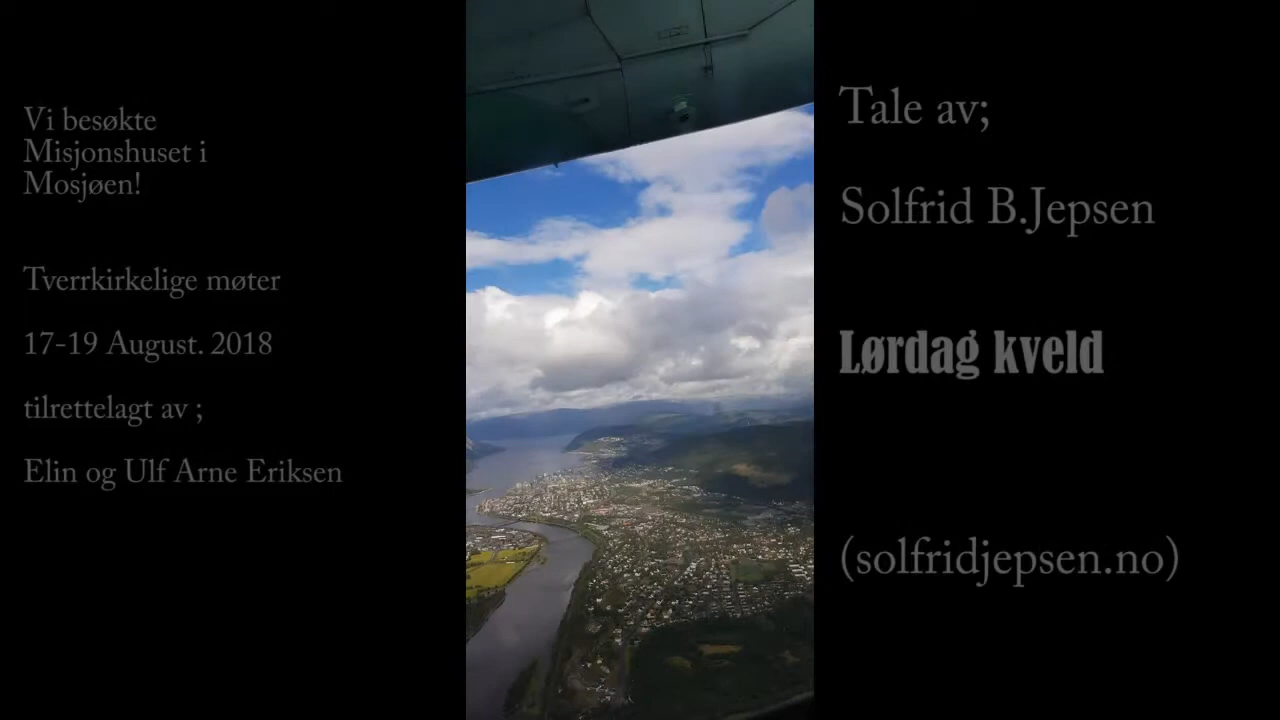 Vi besøkte
Misjonshuset i
Mosjøen!
Tverrkirkelige møter
17-19 August. 2018
tilrettelagt av ;
Elin og Ulf Arne Eriksen
Tale av;
Solfrid B.Jepsen
Lørdag kveld
(solfridjepsen.no)